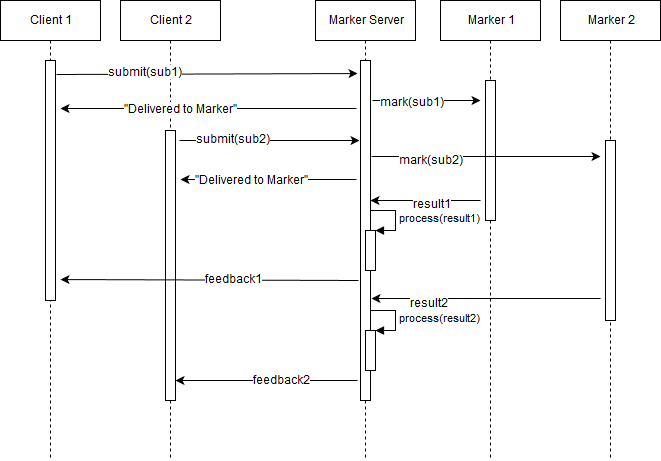 Client 1
Client 2
Marker Server
Marker 1
Marker 2
submit(sub1)
mark(sub1)
"Delivered to Marker"
submit(sub2)
mark(sub2)
"Delivered to Marker"
result1
process(result1)
feedback1
result2
process(result2)
feedback2